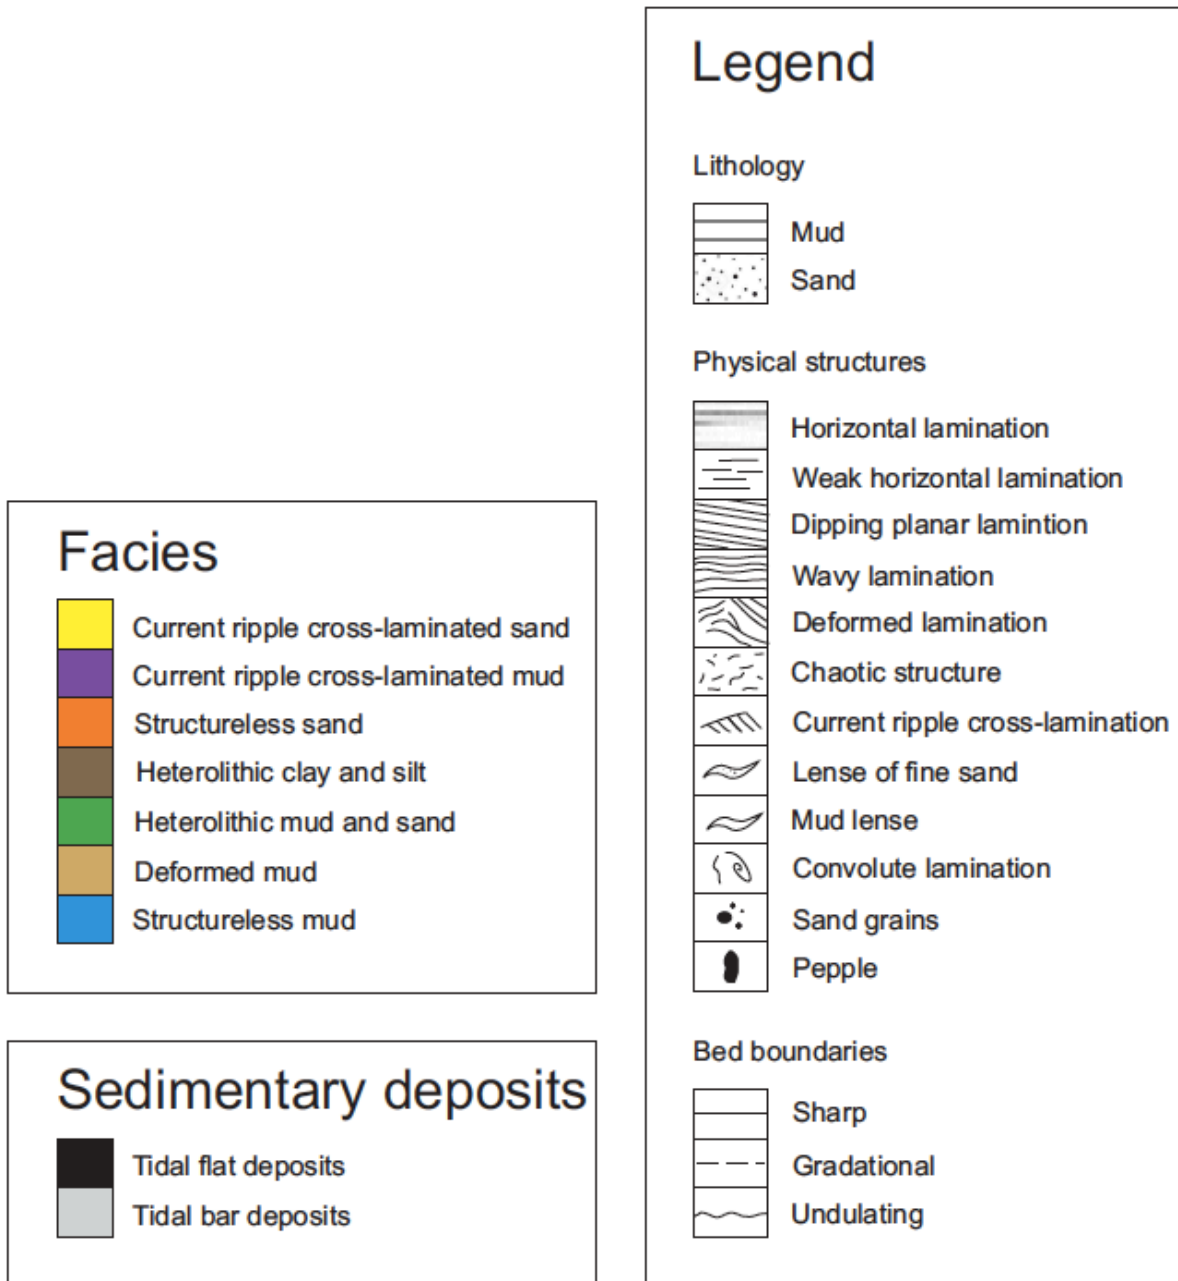 Facies
Current ripple cross-laminated sand
Current ripple cross-laminated mud
Structureless sand
Heterolithic clay and silt
Heterolithic mud and sand
Deformed mud
Structureless mud
Sedimentary deposits
Tidal flat deposits
Tidal bar deposits
Legend
Lithology
Mud
Sand
Physical structures
Horizontal lamination
Weak horizontal lamination
Dipping planar lamintion
Wavy lamination
Deformed lamination
Chaotic structure
Current ripple cross-lamination
Lense of fine sand
Mud lense
Convolute lamination
Sand grains
Pepple
Bed boundaries
Sharp
Gradational
Undulating